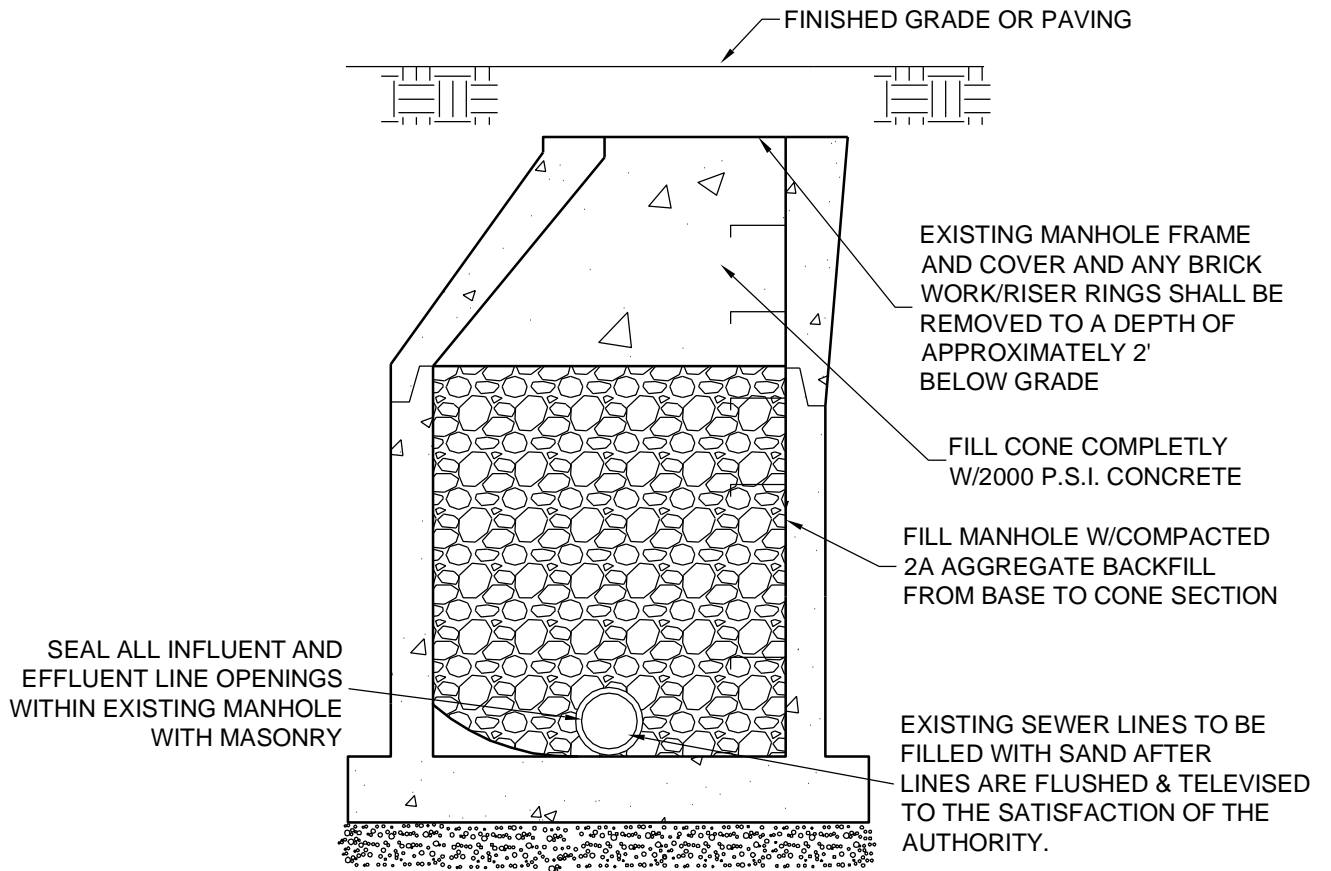 FINISHED GRADE OR PAVING
EXISTING MANHOLE FRAME
AND COVER AND ANY BRICK
WORK/RISER RINGS SHALL BE
REMOVED TO A DEPTH OF
APPROXIMATELY 2'
BELOW GRADE
FILL CONE COMPLETLY
W/2000 P.S.I. CONCRETE
FILL MANHOLE W/COMPACTED
2A AGGREGATE BACKFILL
FROM BASE TO CONE SECTION
SEAL ALL INFLUENT AND
EFFLUENT LINE OPENINGS
WITHIN EXISTING MANHOLE
WITH MASONRY
EXISTING SEWER LINES TO BE
FILLED WITH SAND AFTER
LINES ARE FLUSHED & TELEVISED
TO THE SATISFACTION OF THE
AUTHORITY.